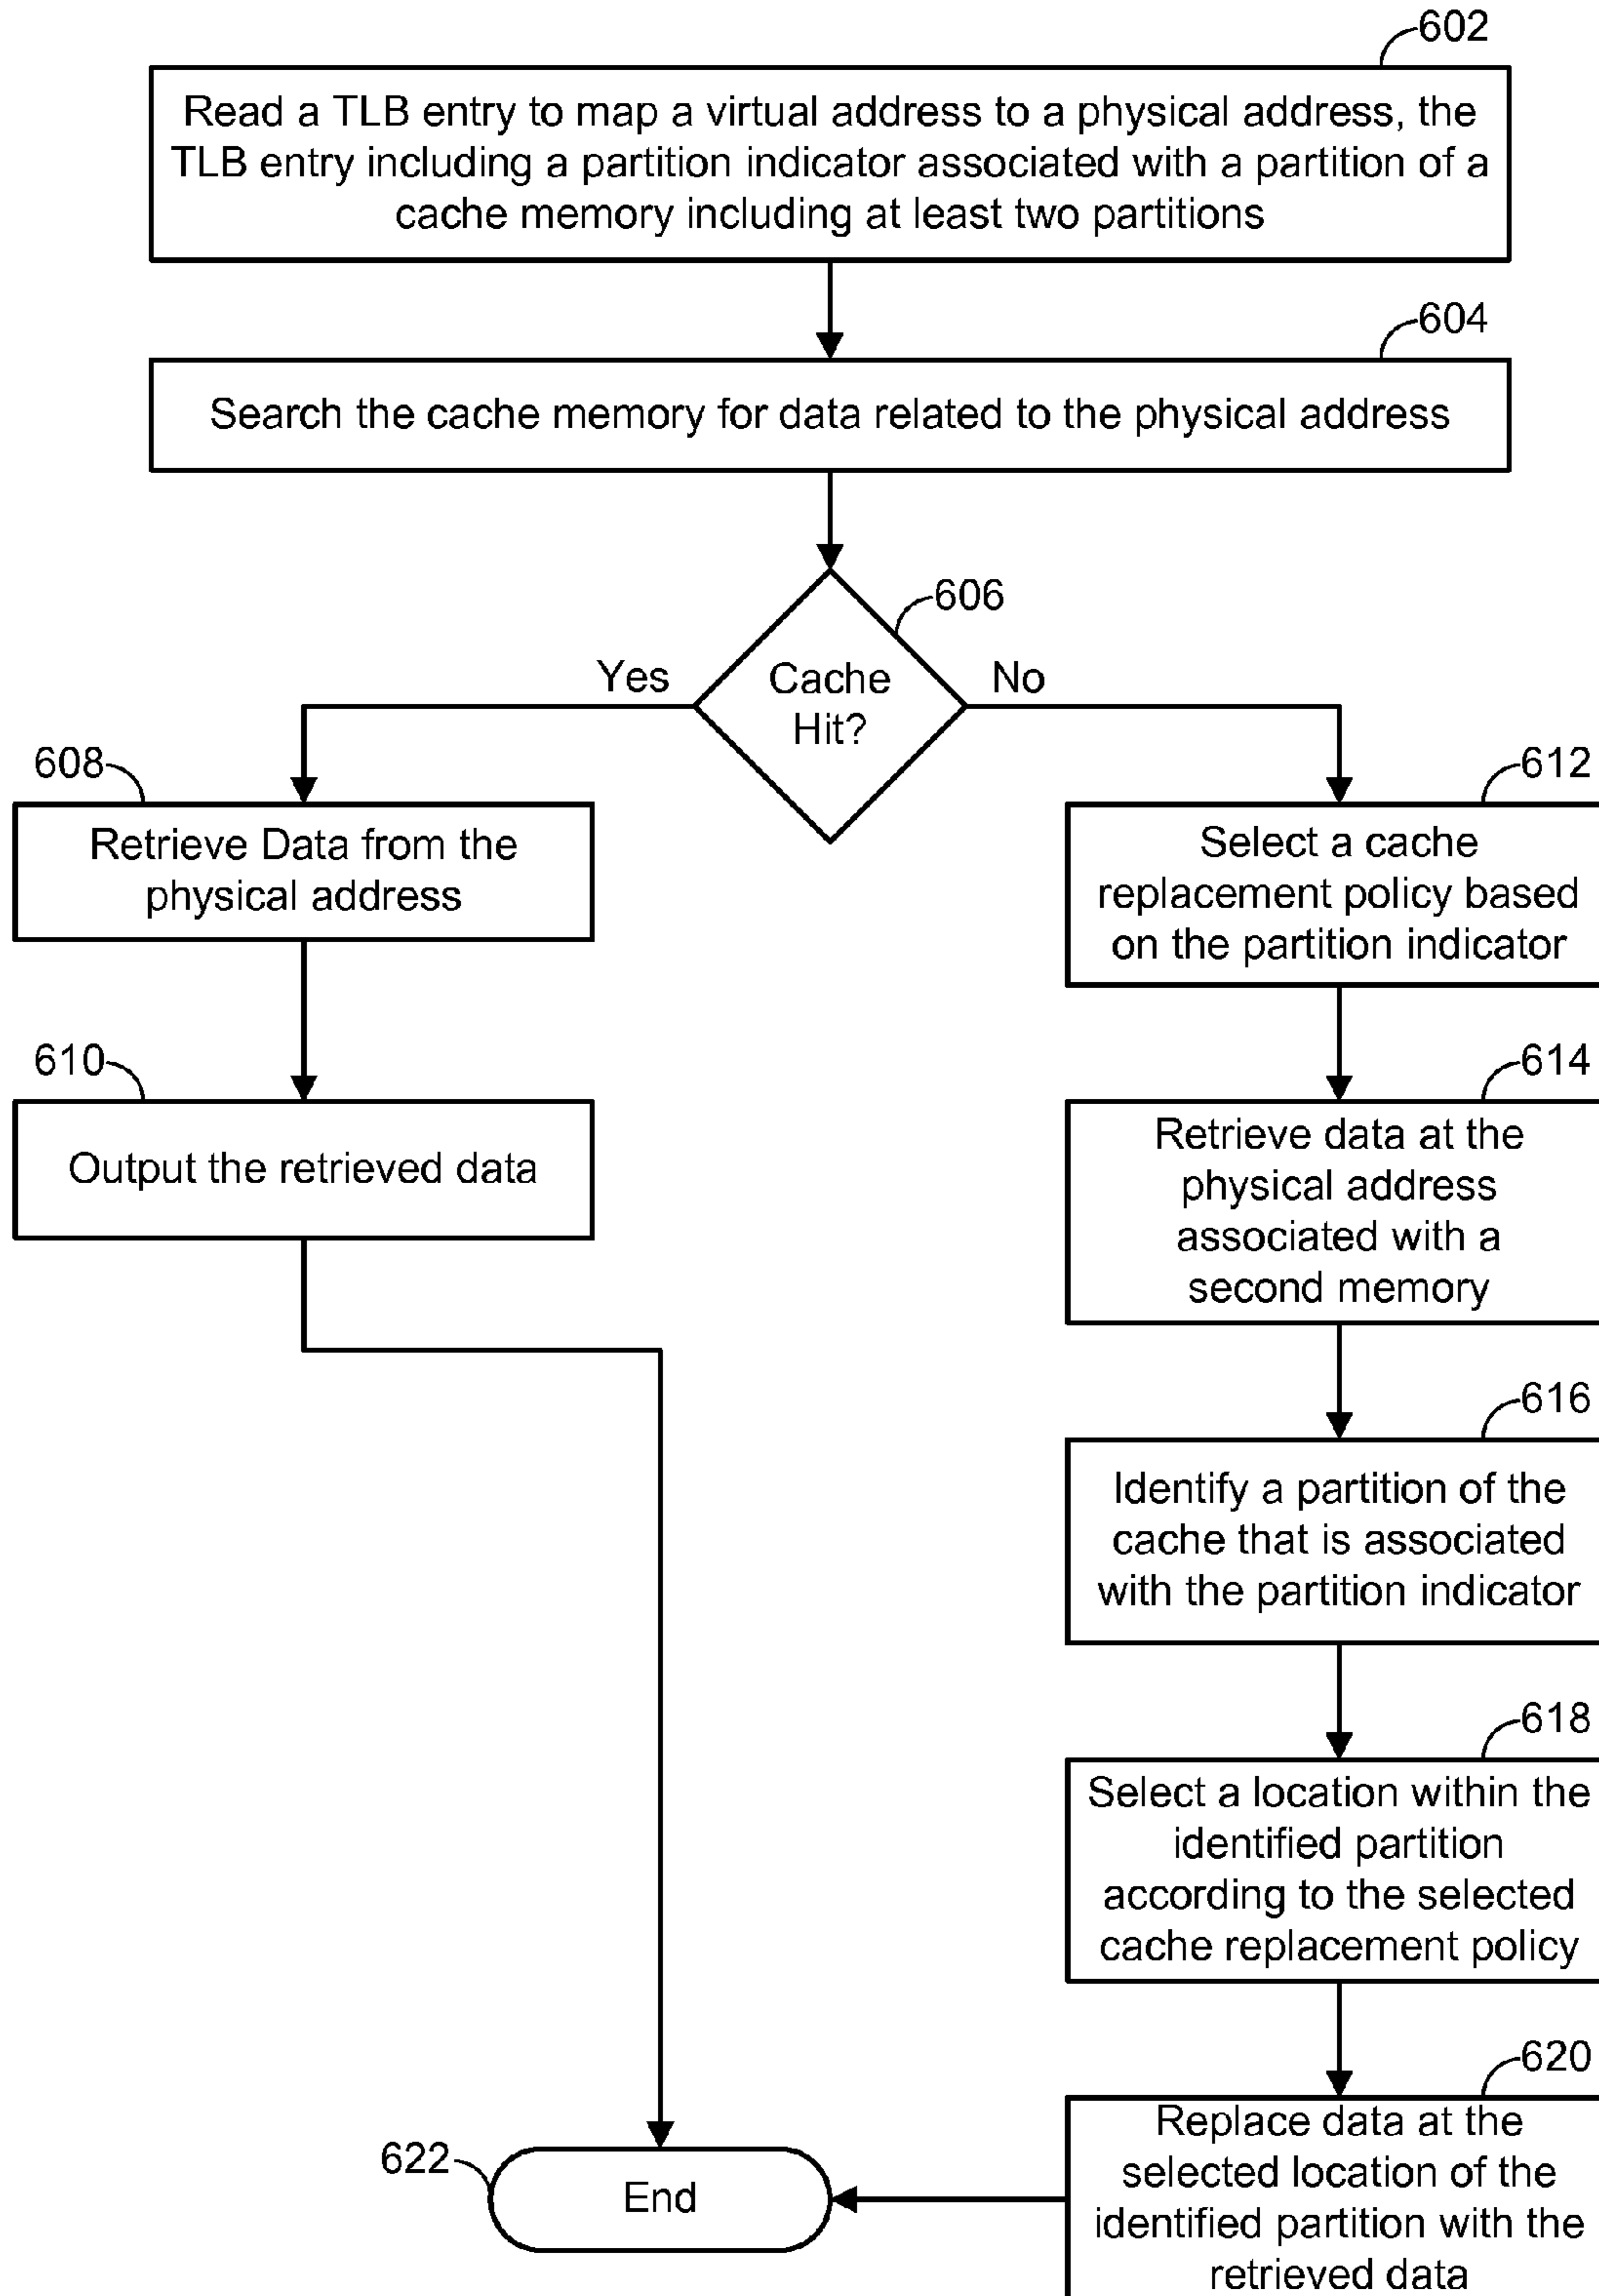 602
Read a TLB entry to map a virtual address to a physical address, the
TLB entry including a partition indicator associated with a partition of a
cache memory including at least two partitions
604
Search the cache memory for data related to the physical address
606
Cache
Hit?
Yes
No
608
Retrieve Data from the
physical address
610
Output the retrieved data
612
Select a cache
replacement policy based
on the partition indicator
614
Retrieve data at the
physical address
associated with a
second memory
616
Identify a partition of the
cache that is associated
with the partition indicator
618
Select a location within the
identified partition
according to the selected
cache replacement policy
620
Replace data at the
selected location of the
identified partition with the
retrieved data
622
End